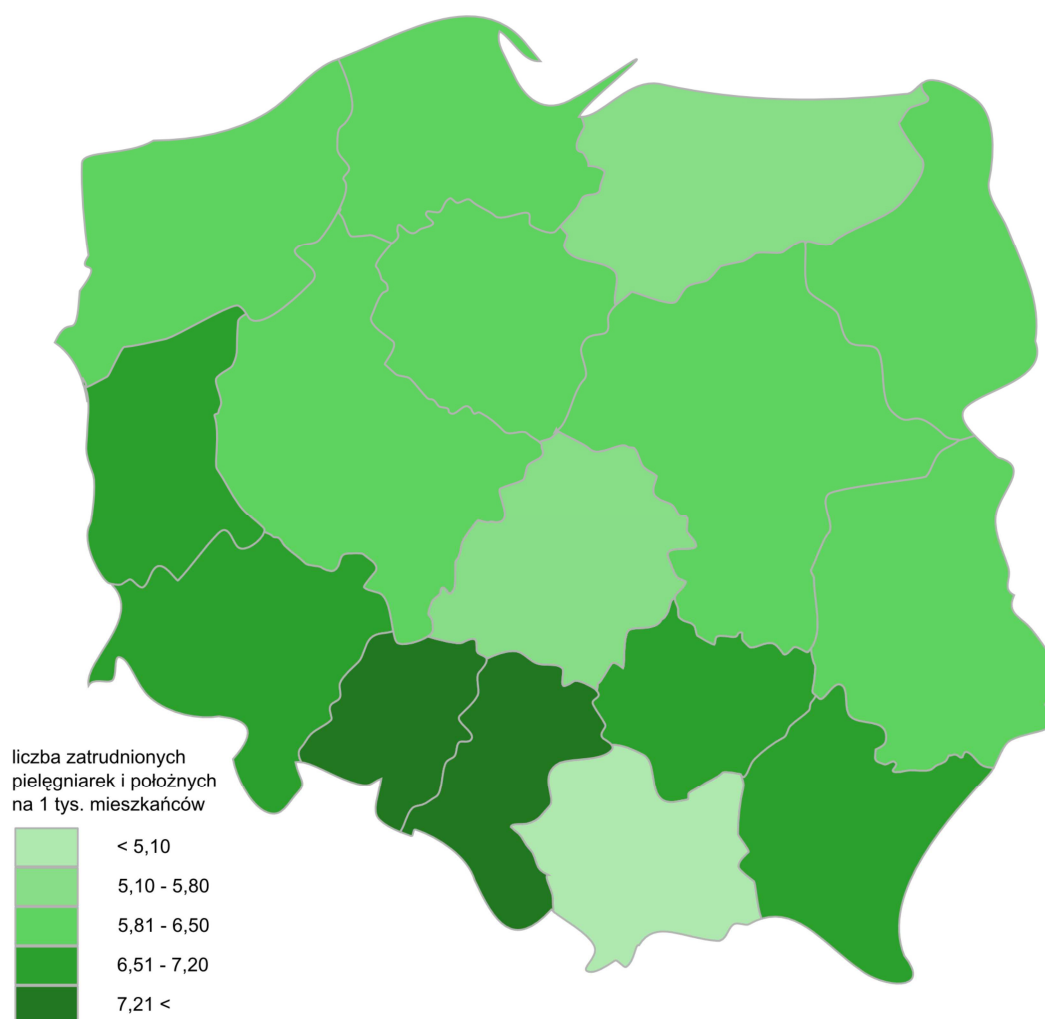 liczba zatrudnionych
pielęgniarek i położnych
na 1 tys. mieszkańców
< 5,10
5,10 - 5,80
5,81 - 6,50
6,51 - 7,20
7,21 <